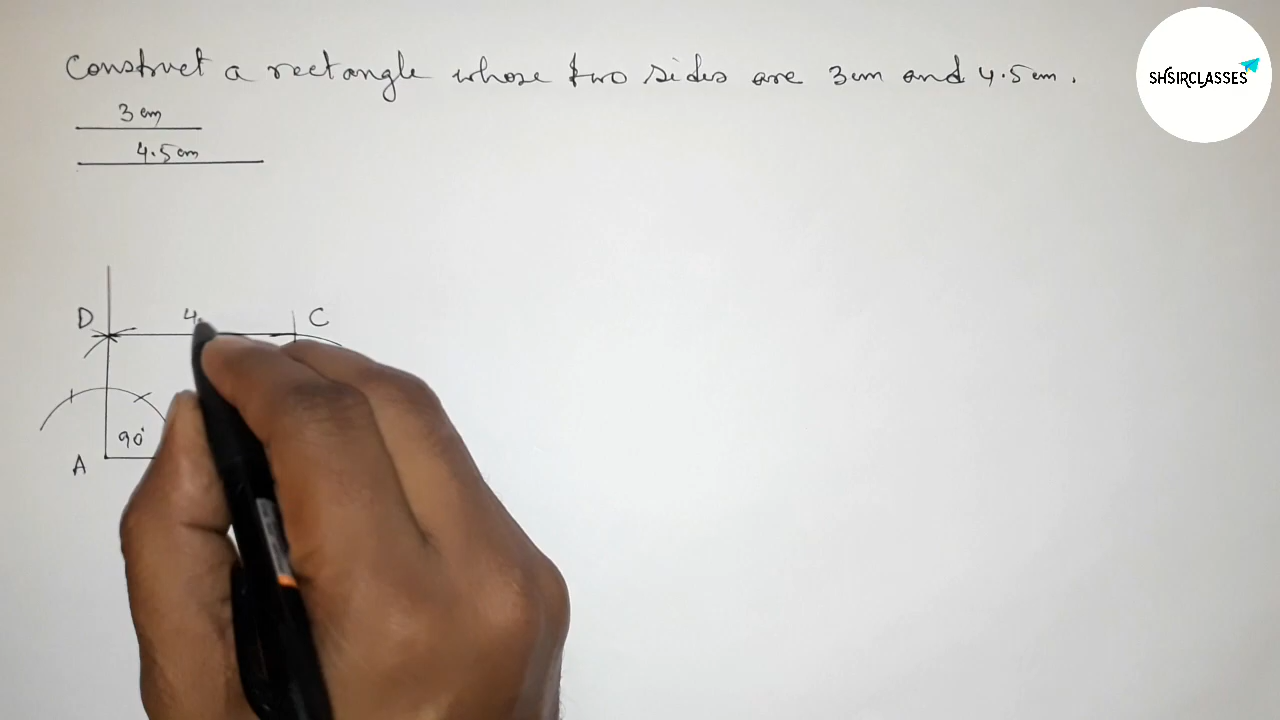 Construct a rectangle whose two sides are 3cm and 4.5cm.
SHSIRCLASSES
3cm
4.5cm
D
4.
C
90°
A